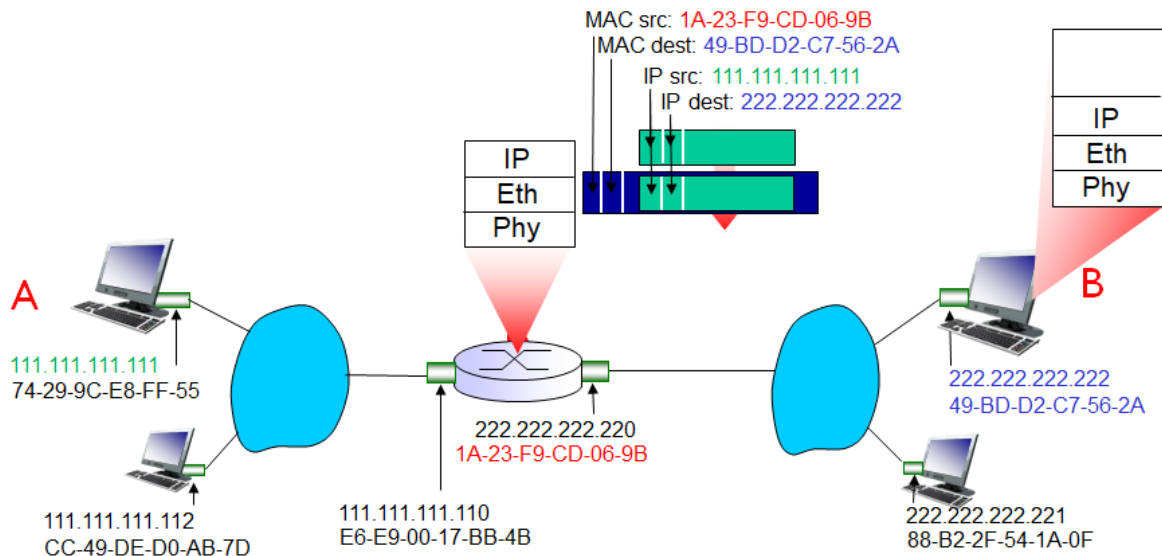 MAC src: 1A-23-F9-CD-06-9B
MAC dest: 49-BD-D2-C7-56-2A
IP src: 111.111.111.111
IP dest: 222.222.222.222
IP
Eth
Phy
IP
Eth
Phy
A
B
111.111.111.111
74-29-9C-E8-FF-55
222.222.222.222
49-BD-D2-C7-56-2A
222.222.222.220
1A-23-F9-CD-06-9B
111.111.111.112
CC-49-DE-D0-AB-7D
111.111.111.110
E6-E9-00-17-BB-4B
222.222.222.221
88-B2-2F-54-1A-0F